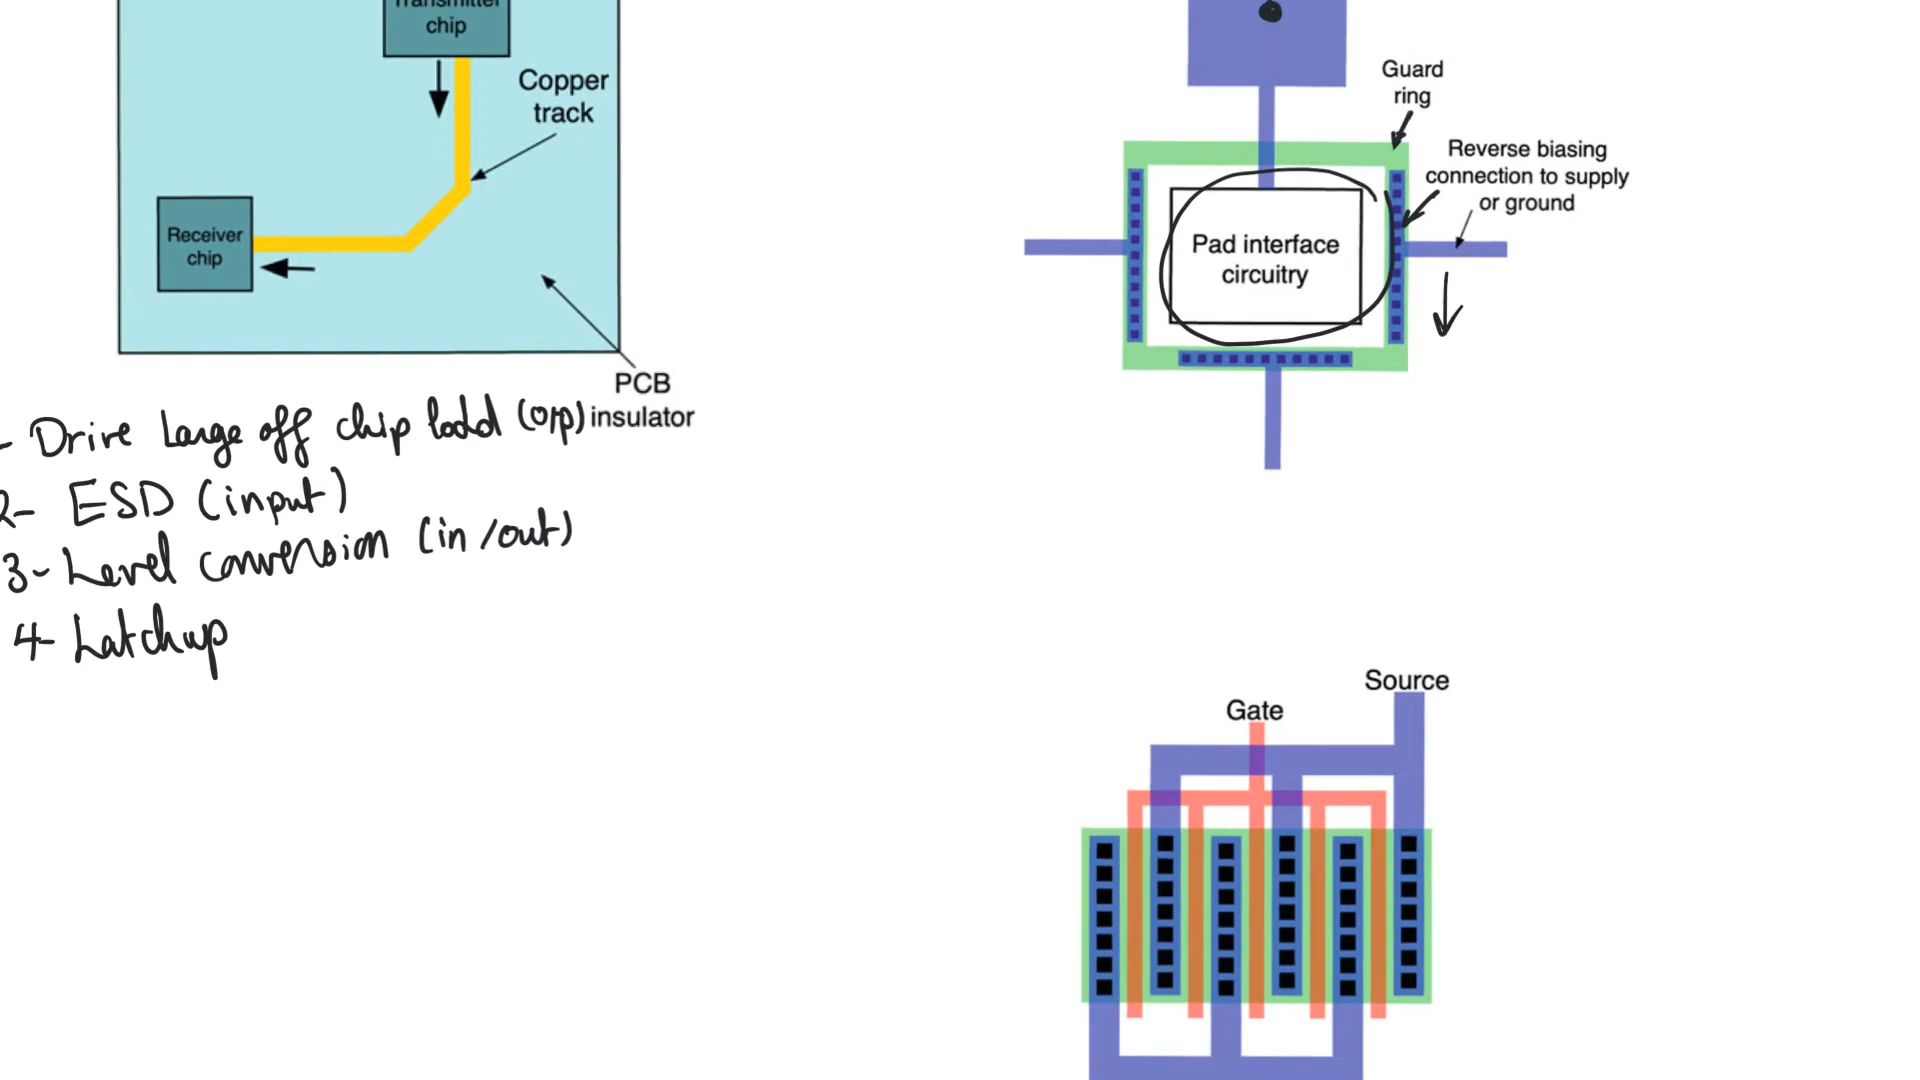 Transmitter
chip
Copper
track
Receiver
chip
PCB
insulator
- Drive Large off chip load (o/p)
2- ESD (input)
3- Level conversion (in/out)
4- Latchup
Guard
ring
Reverse biasing
connection to supply
or ground
Pad interface
circuitry
Source
Gate